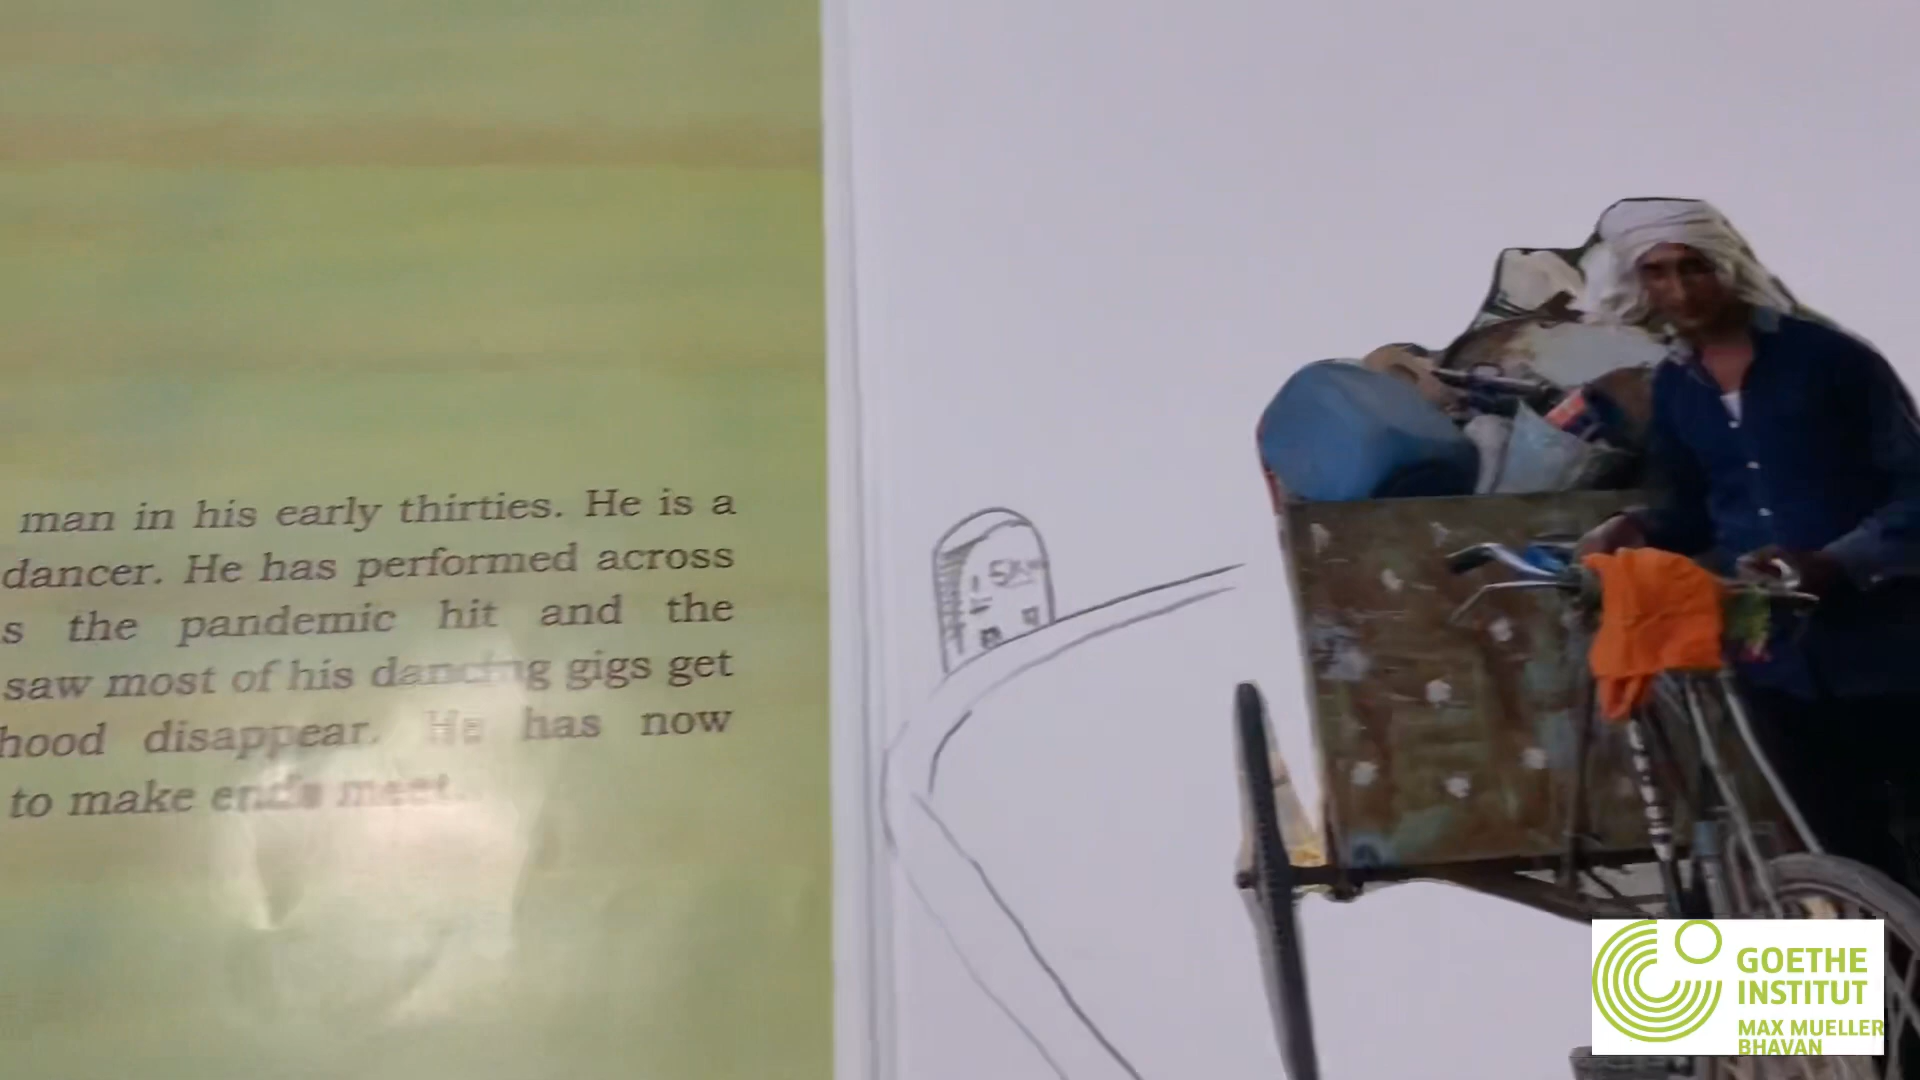 man in his early thirties. He is a
dancer. He has performed across
s the pandemic hit and the
saw most of his dancing gigs get
hood disappear. He has now
to make ends meet.
5Km
GOETHE
INSTITUT
MAX MUELLER
BHAVAN